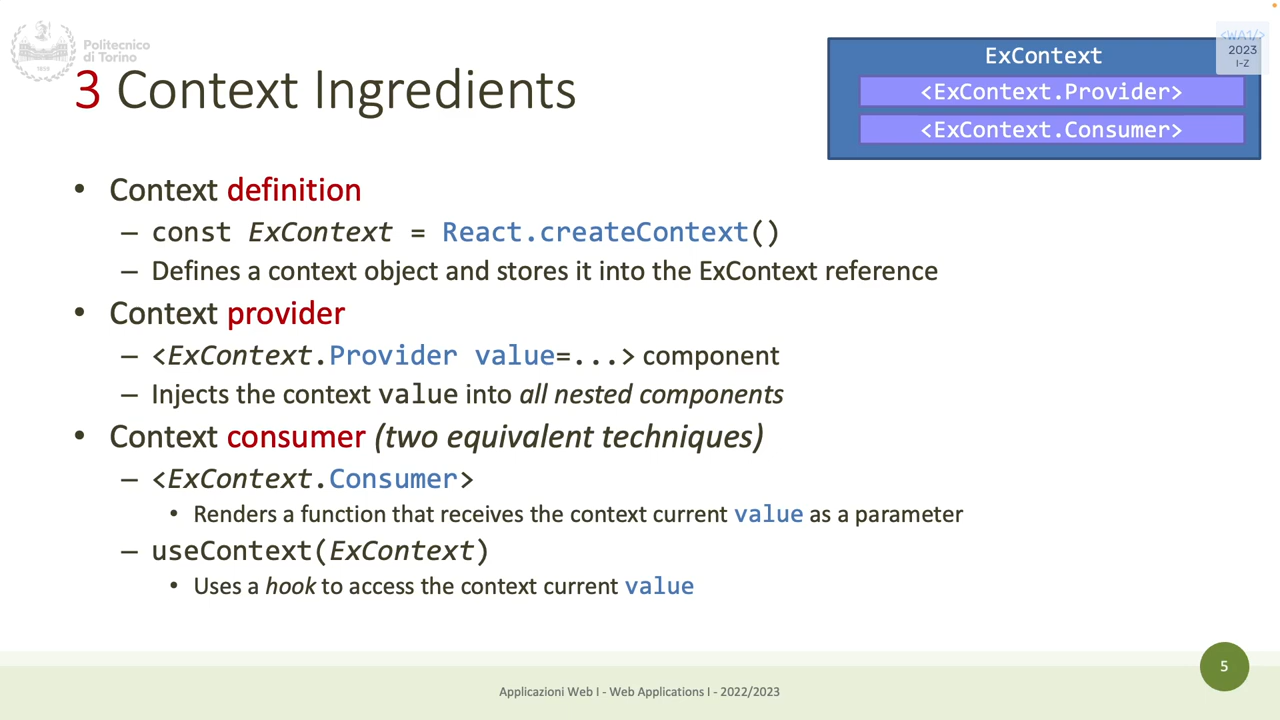 Politecnico
di Torino
1859
3 Context Ingredients
<WA1/>
2023
I-Z
ExContext
<ExContext.Provider>
<ExContext.Consumer>
• Context definition
– const ExContext = React.createContext()
– Defines a context object and stores it into the ExContext reference
• Context provider
– <ExContext.Provider value=...> component
– Injects the context value into all nested components
• Context consumer (two equivalent techniques)
– <ExContext.Consumer>
• Renders a function that receives the context current value as a parameter
– useContext(ExContext)
• Uses a hook to access the context current value
Applicazioni Web I - Web Applications I - 2022/2023
5